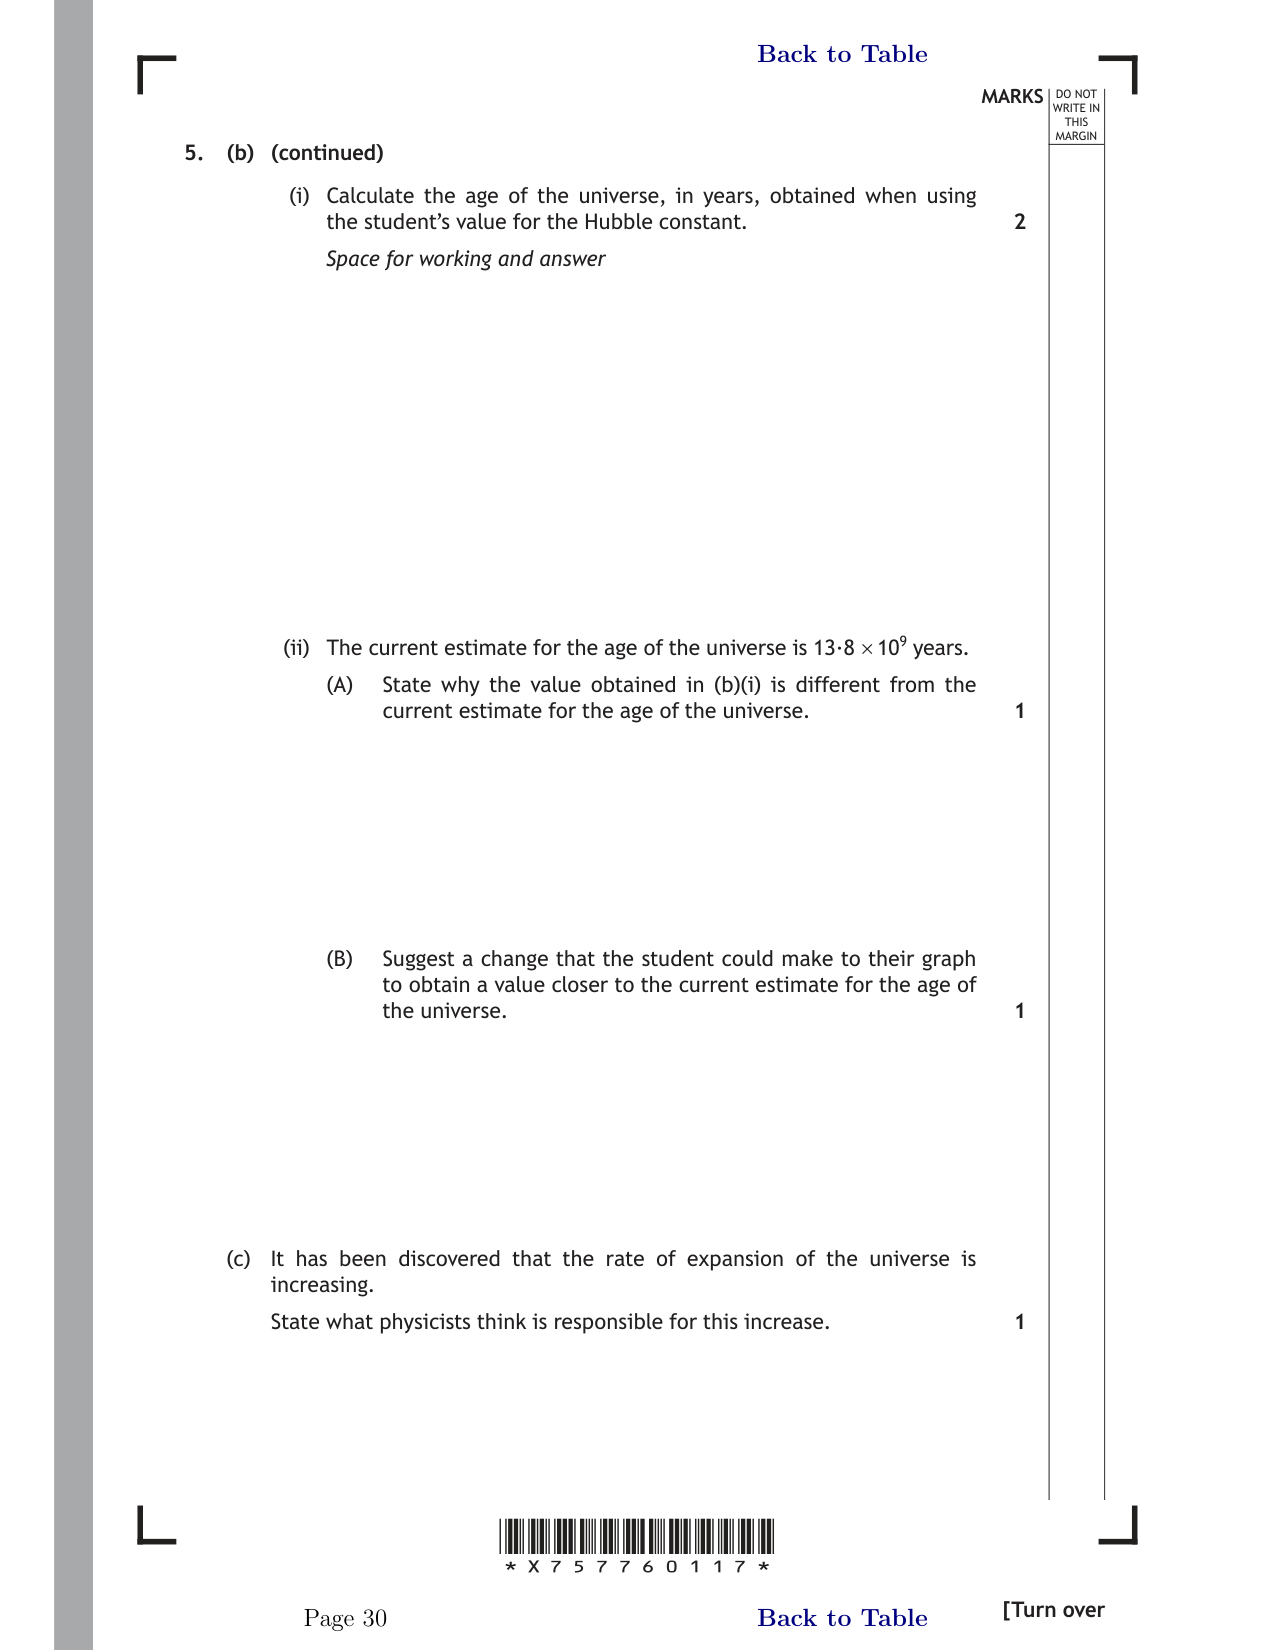 Back to Table
MARKS
DO NOT
WRITE IN
THIS
MARGIN
5. (b) (continued)
(i) Calculate the age of the universe, in years, obtained when using
the student’s value for the Hubble constant. 2
Space for working and answer
(ii) The current estimate for the age of the universe is 13·8 × 10⁹ years.
(A) State why the value obtained in (b)(i) is different from the
current estimate for the age of the universe. 1
(B) Suggest a change that the student could make to their graph
to obtain a value closer to the current estimate for the age of
the universe. 1
(c) It has been discovered that the rate of expansion of the universe is
increasing.
State what physicists think is responsible for this increase. 1
* X 7 5 7 7 6 0 1 1 7 *
[Turn over
Page 30
Back to Table